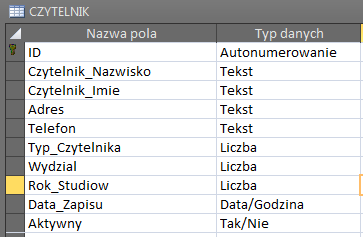 CZYTELNIK
Nazwa pola Typ danych
ID Autonumerowanie
Czytelnik_Nazwisko Tekst
Czytelnik_Imie Tekst
Adres Tekst
Telefon Tekst
Typ_Czytelnika Liczba
Wydzial Liczba
Rok_Studiow Liczba
Data_Zapisu Data/Godzina
Aktywny Tak/Nie